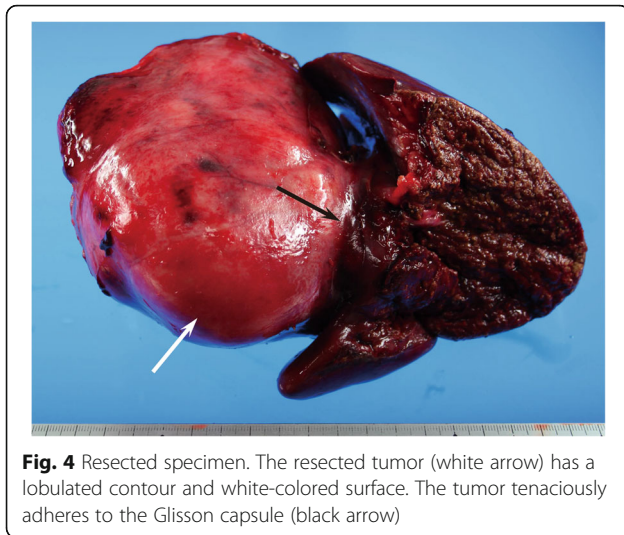 Fig. 4 Resected specimen. The resected tumor (white arrow) has a
lobulated contour and white-colored surface. The tumor tenaciously
adheres to the Glisson capsule (black arrow)